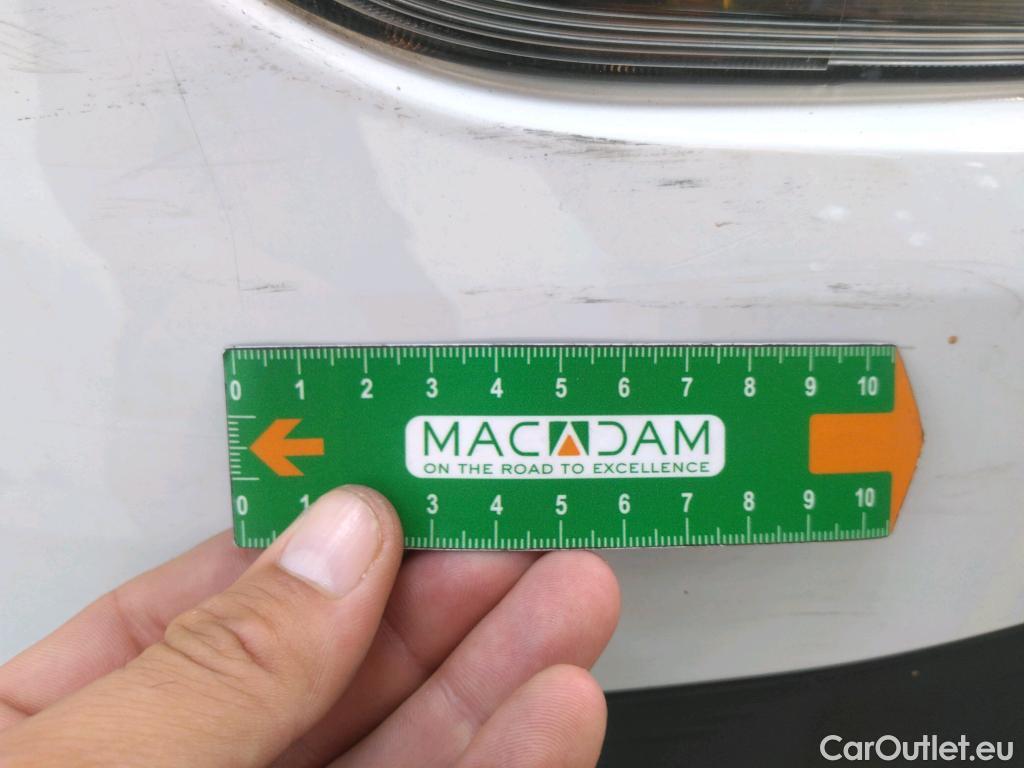 0 1 2 3 4 5 6 7 8 9 10
MACADAM
ON THE ROAD TO EXCELLENCE
0 1 3 4 5 6 7 8 9 10
CarOutlet.eu